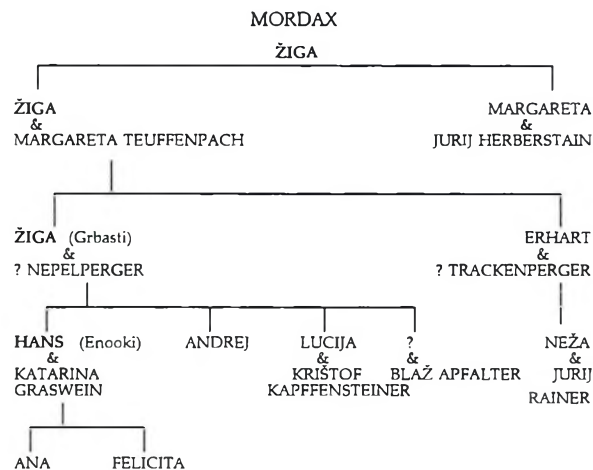 MORDAX
ŽIGA
ŽIGA
&
MARGARETA TEUFFENPACH
MARGARETA
&
JURIJ HERBERSTAIN
ŽIGA (Grbasti)
&
? NEPELPERGER
ERHART
&
? TRACKENPERGER
HANS (Enooki)
&
KATARINA
GRASWEIN
ANDREJ
LUCIJA
&
KRIŠTOF
KAPFFENSTEINER
?
&
BLAŽ APFALTER
NEŽA
&
JURIJ
RAINER
ANA
FELICITA